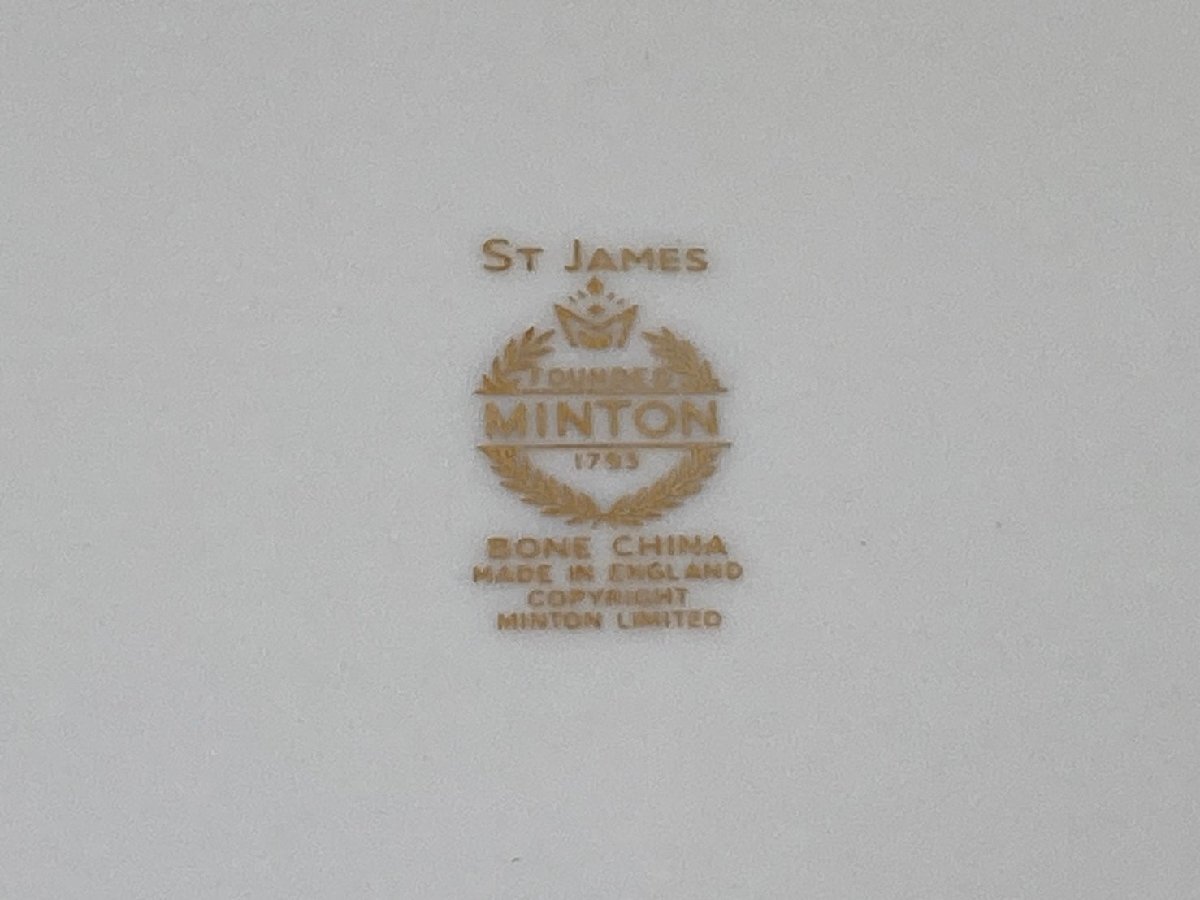 ST JAMES
FOUNDED
MINTON
1793
BONE CHINA
MADE IN ENGLAND
COPYRIGHT
MINTON LIMITED